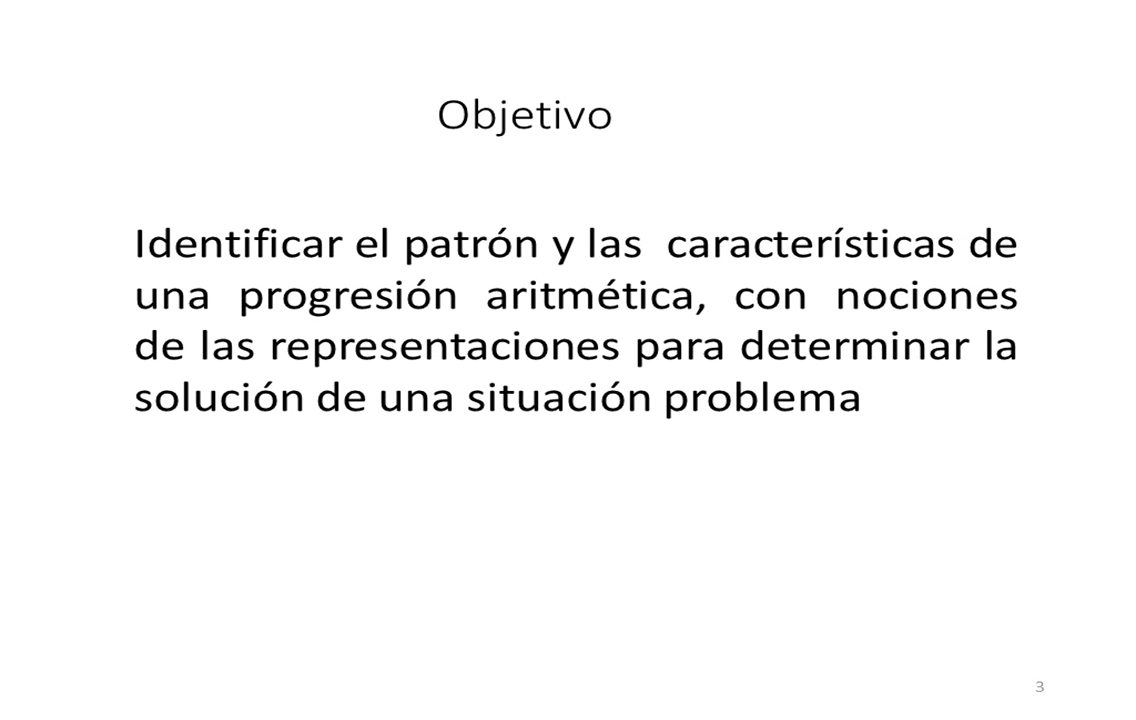 Objetivo
Identificar el patrón y las características de
una progresión aritmética, con nociones
de las representaciones para determinar la
solución de una situación problema
3